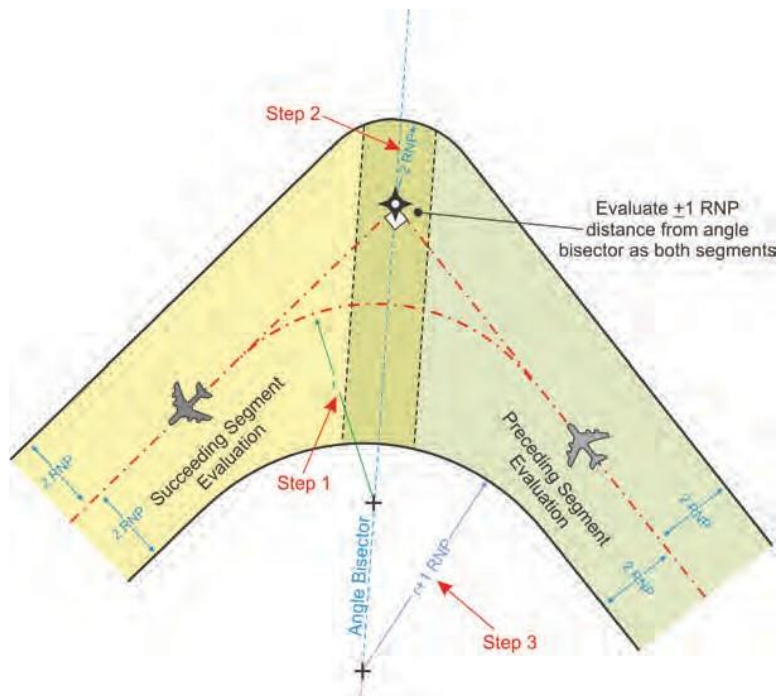 Step 2
2 RNP
Evaluate ±1 RNP
distance from angle
bisector as both segments
Succeeding Segment
Evaluation
Preceding Segment
Evaluation
Step 1
2 RNP
2 RNP
2 RNP
2 RNP
Angle Bisector
r+1 RNP
Step 3